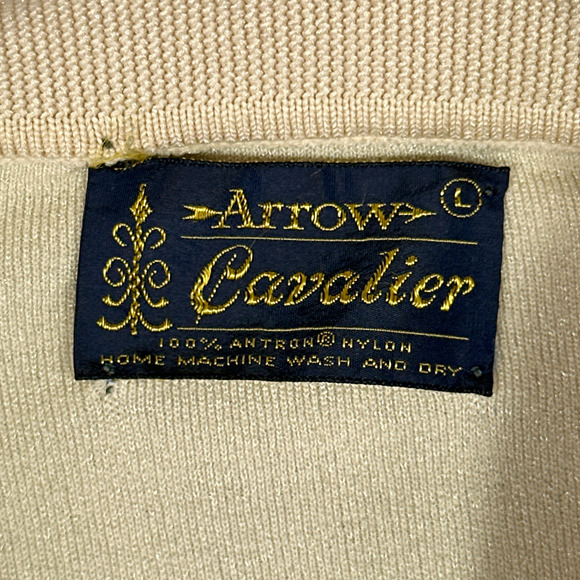 Arrow L
Cavalier
100% ANTRON® NYLON
HOME MACHINE WASH AND DRY